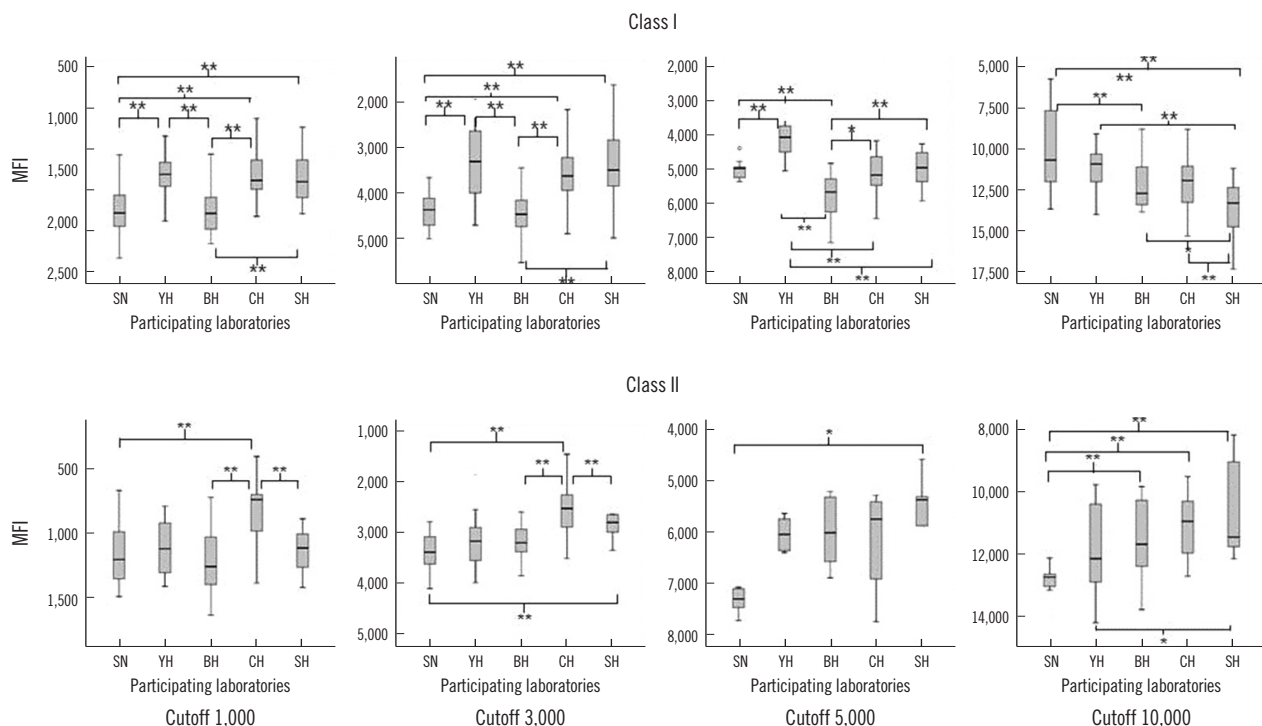 Class I
MFI
500
1,000
1,500
2,000
2,500
**
**
** **
**
**
SN YH BH CH SH
Participating laboratories
2,000
3,000
4,000
5,000
**
**
** **
**
**
SN YH BH CH SH
Participating laboratories
2,000
3,000
4,000
5,000
6,000
7,000
8,000
**
** **
*
**
**
**
SN YH BH CH SH
Participating laboratories
5,000
7,500
10,000
12,500
15,000
17,500
**
**
**
**
*
**
SN YH BH CH SH
Participating laboratories
Class II
MFI
500
1,000
1,500
**
** **
SN YH BH CH SH
Participating laboratories
Cutoff 1,000
1,000
2,000
3,000
4,000
5,000
**
** **
**
SN YH BH CH SH
Participating laboratories
Cutoff 3,000
4,000
5,000
6,000
7,000
8,000
*
SN YH BH CH SH
Participating laboratories
Cutoff 5,000
8,000
10,000
12,000
14,000
**
**
**
*
SN YH BH CH SH
Participating laboratories
Cutoff 10,000